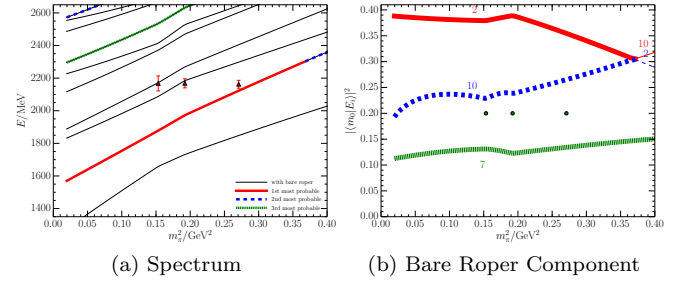 2600
2400
2200
2000
1800
1600
1400
E/MeV
0.00 0.05 0.10 0.15 0.20 0.25 0.30 0.35 0.40
m_π²/GeV²
with bare roper
1st most probable
2nd most probable
3rd most probable
(a) Spectrum
0.40
0.35
0.30
0.25
0.20
0.15
0.10
0.05
0.00
|⟨m₀|E_i⟩|²
2
10
2
10
7
0.00 0.05 0.10 0.15 0.20 0.25 0.30 0.35 0.40
m_π²/GeV²
(b) Bare Roper Component